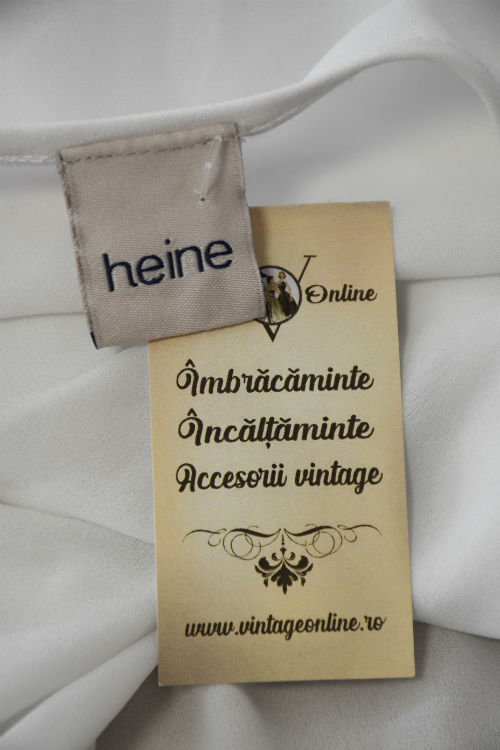 heine
V Online
Îmbrăcăminte
Încălțăminte
Accesorii vintage
www.vintageonline.ro